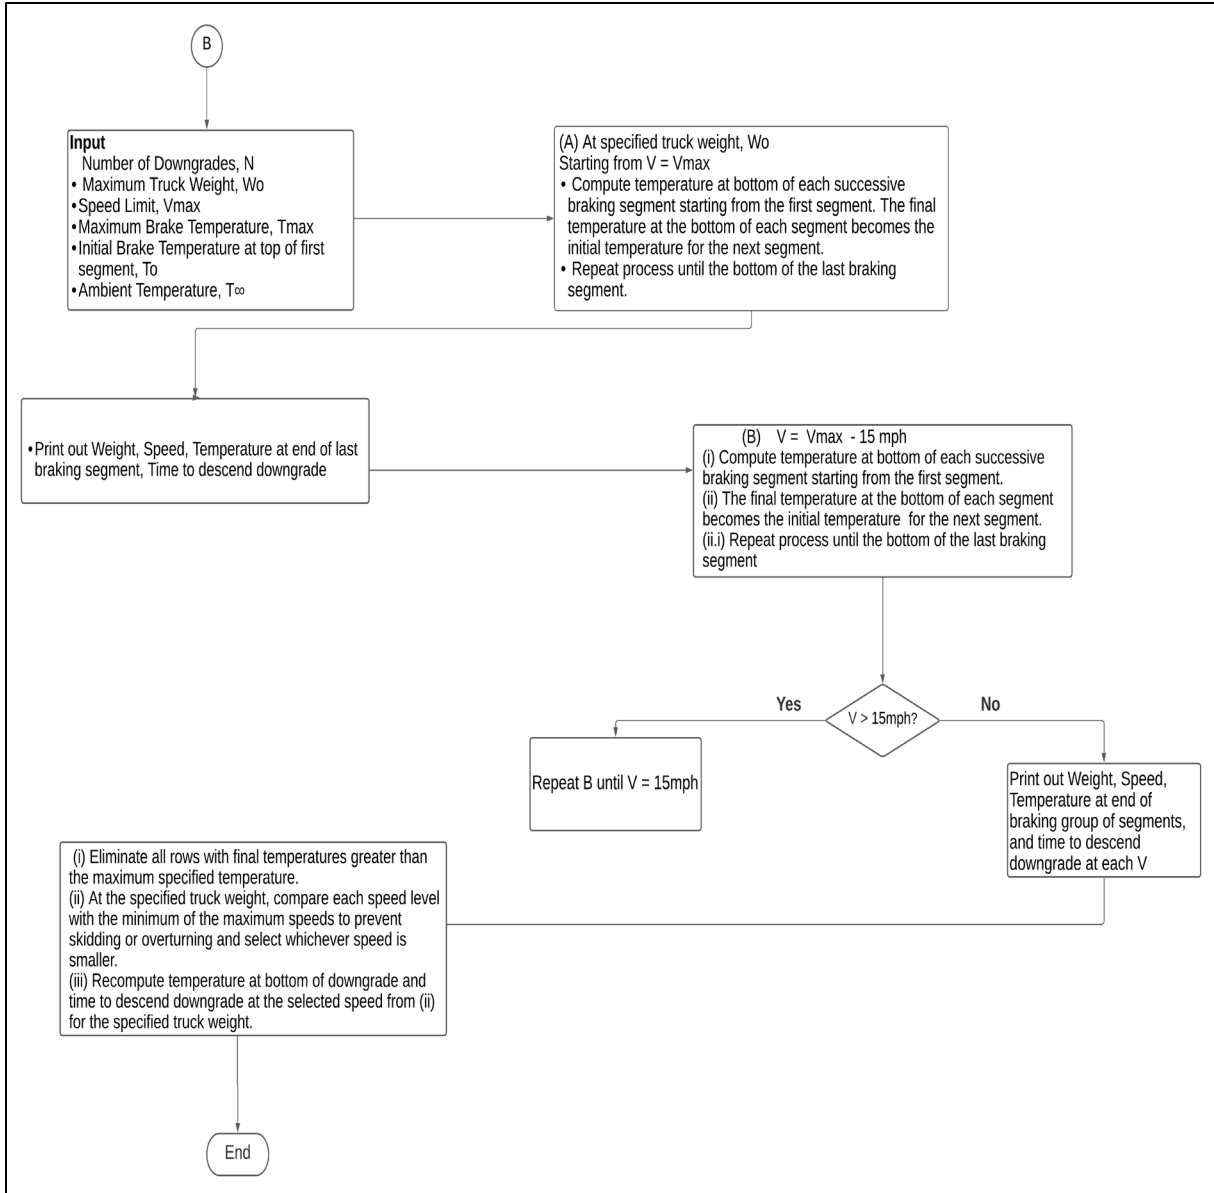 B
Input
Number of Downgrades, N
• Maximum Truck Weight, Wo
•Speed Limit, Vmax
•Maximum Brake Temperature, Tmax
•Initial Brake Temperature at top of first
segment, To
•Ambient Temperature, T∞
(A) At specified truck weight, Wo
Starting from V = Vmax
• Compute temperature at bottom of each successive
braking segment starting from the first segment. The final
temperature at the bottom of each segment becomes the
initial temperature for the next segment.
• Repeat process until the bottom of the last braking
segment.
•Print out Weight, Speed, Temperature at end of last
braking segment, Time to descend downgrade
(B) V = Vmax - 15 mph
(i) Compute temperature at bottom of each successive
braking segment starting from the first segment.
(ii) The final temperature at the bottom of each segment
becomes the initial temperature for the next segment.
(ii.i) Repeat process until the bottom of the last braking
segment
V > 15mph?
Yes
No
Repeat B until V = 15mph
Print out Weight, Speed,
Temperature at end of
braking group of segments,
and time to descend
downgrade at each V
(i) Eliminate all rows with final temperatures greater than
the maximum specified temperature.
(ii) At the specified truck weight, compare each speed level
with the minimum of the maximum speeds to prevent
skidding or overturning and select whichever speed is
smaller.
(iii) Recompute temperature at bottom of downgrade and
time to descend downgrade at the selected speed from (ii)
for the specified truck weight.
End